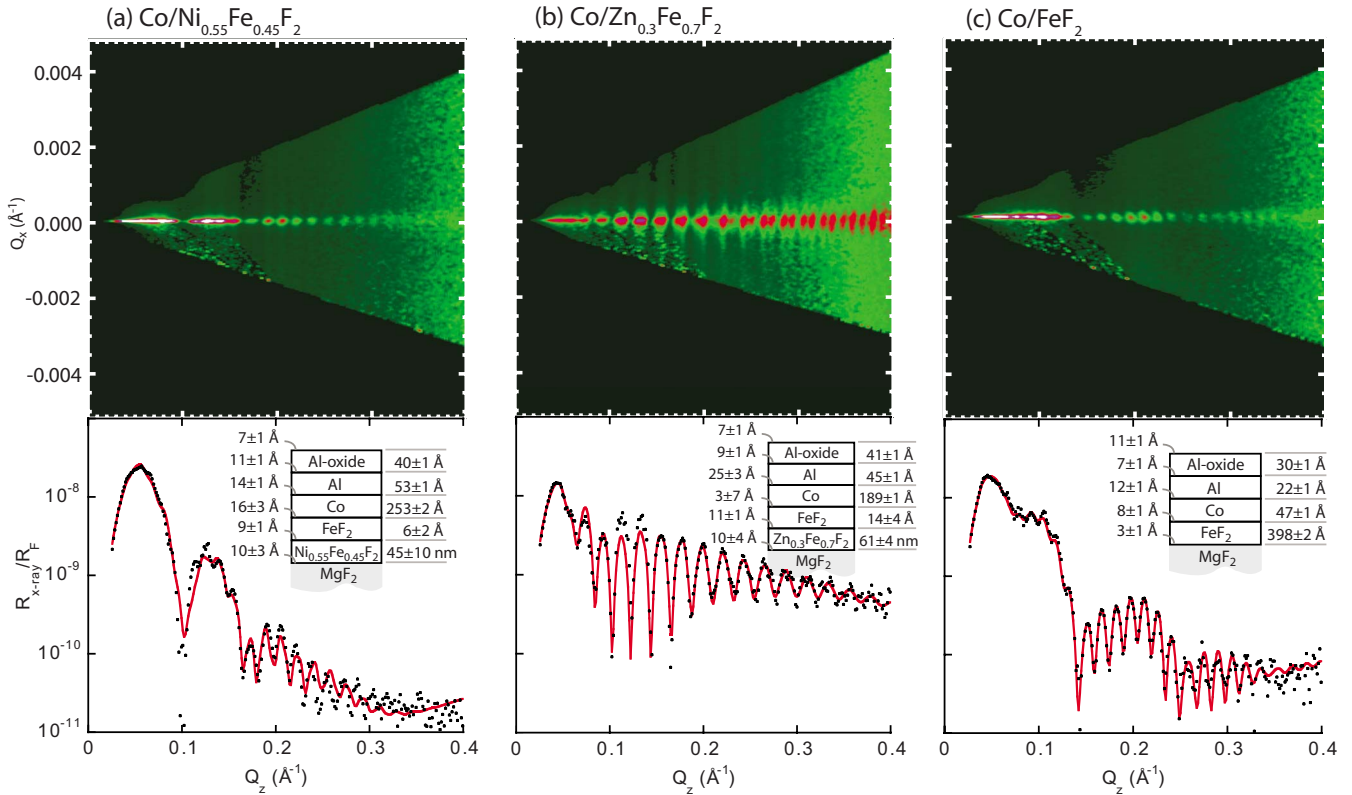 (a) Co/Ni₀.₅₅Fe₀.₄₅F₂
(b) Co/Zn₀.₃Fe₀.₇F₂
(c) Co/FeF₂
0.004
0.002
0.000
-0.002
-0.004
Qₓ (Å⁻¹)
7±1 Å
11±1 Å
14±1 Å
16±3 Å
9±1 Å
10±3 Å
Al-oxide
Al
Co
FeF₂
Ni₀.₅₅Fe₀.₄₅F₂
MgF₂
40±1 Å
53±1 Å
253±2 Å
6±2 Å
45±10 nm
7±1 Å
9±1 Å
25±3 Å
3±7 Å
11±1 Å
10±4 Å
Al-oxide
Al
Co
FeF₂
Zn₀.₃Fe₀.₇F₂
MgF₂
41±1 Å
45±1 Å
189±1 Å
14±4 Å
61±4 nm
11±1 Å
7±1 Å
12±1 Å
8±1 Å
3±1 Å
Al-oxide
Al
Co
FeF₂
MgF₂
30±1 Å
22±1 Å
47±1 Å
398±2 Å
10⁻⁸
10⁻⁹
10⁻¹⁰
10⁻¹¹
R_x-ray/R_F
0 0.1 0.2 0.3 0.4
0 0.1 0.2 0.3 0.4
0 0.1 0.2 0.3 0.4
Q_z (Å⁻¹)
Q_z (Å⁻¹)
Q_z (Å⁻¹)